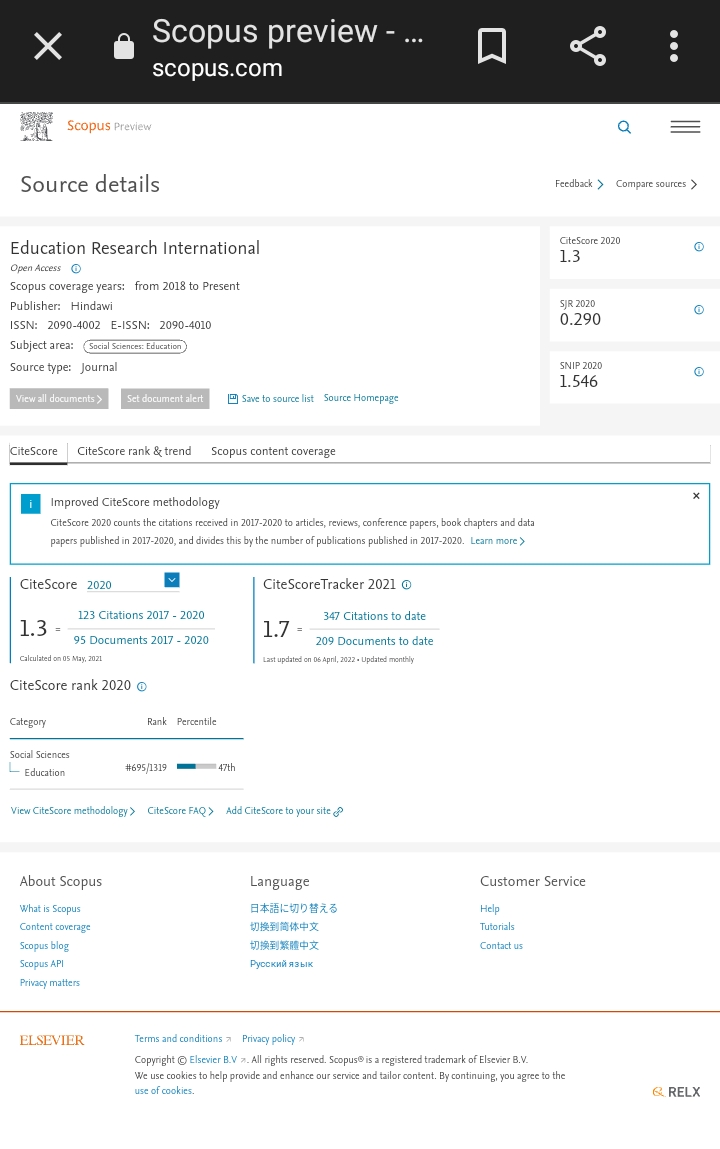 Scopus preview - ...
scopus.com
Scopus Preview
Source details
Feedback
Compare sources
Education Research International
Open Access
Scopus coverage years: from 2018 to Present
Publisher: Hindawi
ISSN: 2090-4002 E-ISSN: 2090-4010
Subject area: Social Sciences: Education
Source type: Journal
View all documents
Set document alert
Save to source list
Source Homepage
CiteScore 2020
1.3
SJR 2020
0.290
SNIP 2020
1.546
CiteScore
CiteScore rank & trend
Scopus content coverage
i
Improved CiteScore methodology
CiteScore 2020 counts the citations received in 2017-2020 to articles, reviews, conference papers, book chapters and data
papers published in 2017-2020, and divides this by the number of publications published in 2017-2020. Learn more
CiteScore 2020
1.3 = 123 Citations 2017 - 2020
95 Documents 2017 - 2020
Calculated on 05 May, 2021
CiteScoreTracker 2021
1.7 = 347 Citations to date
209 Documents to date
Last updated on 06 April, 2022 • Updated monthly
CiteScore rank 2020
Category Rank Percentile
Social Sciences
Education #695/1319 47th
View CiteScore methodology
CiteScore FAQ
Add CiteScore to your site
About Scopus
What is Scopus
Content coverage
Scopus blog
Scopus API
Privacy matters
Language
日本語に切り替える
切换到简体中文
切換到繁體中文
Русский язык
Customer Service
Help
Tutorials
Contact us
ELSEVIER
Terms and conditions
Privacy policy
Copyright © Elsevier B.V. All rights reserved. Scopus® is a registered trademark of Elsevier B.V.
We use cookies to help provide and enhance our service and tailor content. By continuing, you agree to the
use of cookies.
RELX